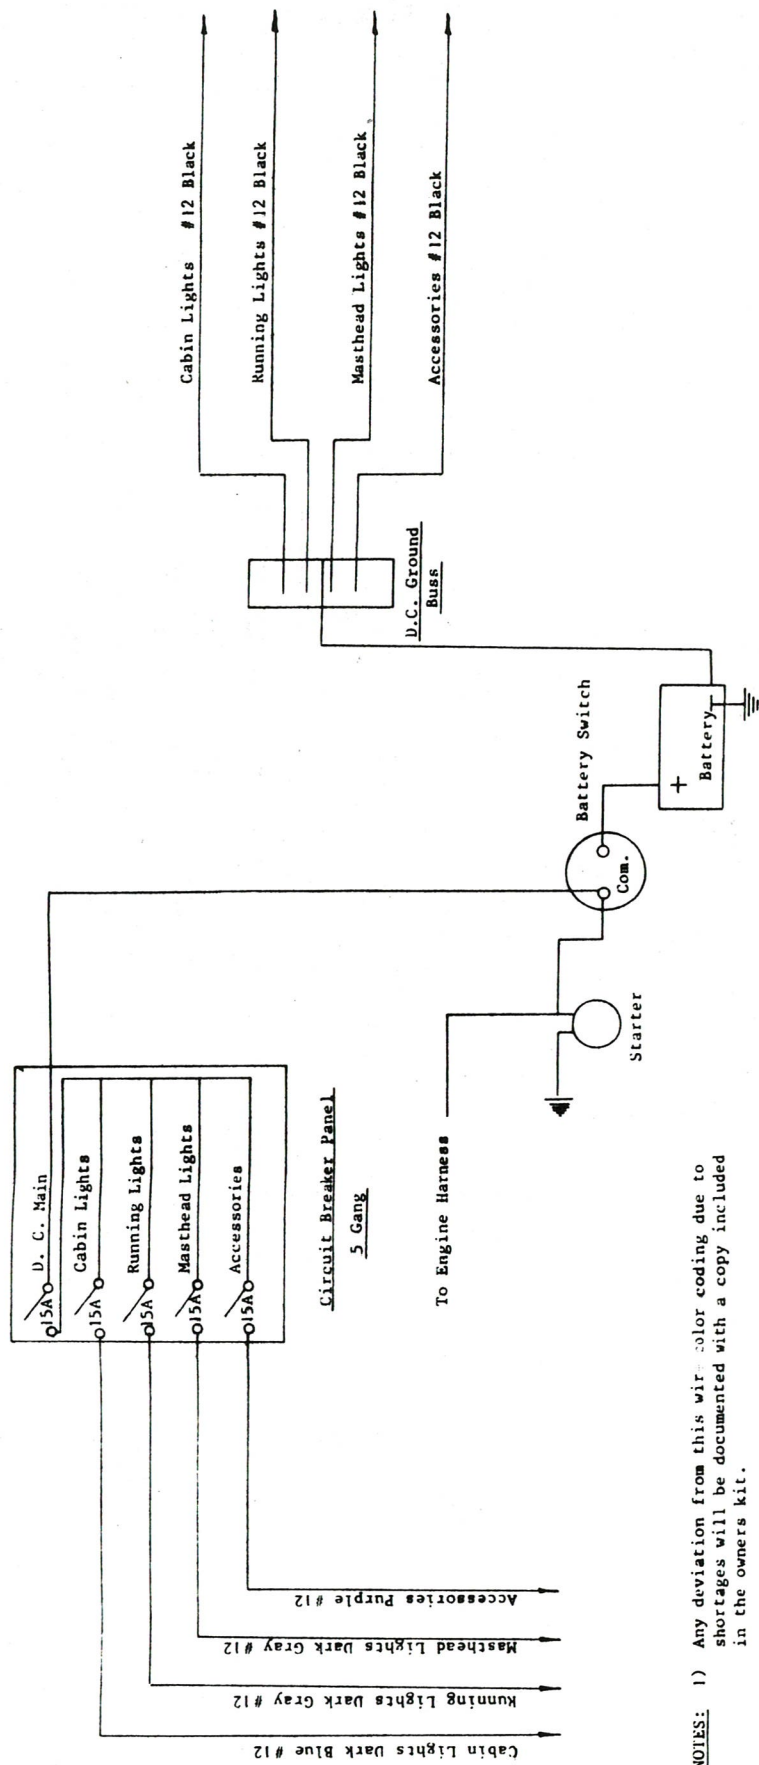 D. C. Main
15A
Cabin Lights
15A
Running Lights
15A
Masthead Lights
15A
Accessories
15A
Circuit Breaker Panel
5 Gang
Cabin Lights Dark Blue #12
Running Lights Dark Gray #12
Masthead Lights Dark Gray #12
Accessories Purple #12
Cabin Lights #12 Black
Running Lights #12 Black
Masthead Lights #12 Black
Accessories #12 Black
D.C. Ground
Buss
To Engine Harness
Starter
Battery Switch
Com.
+
Battery
NOTES: 1) Any deviation from this color coding due to
shortages will be documented with a copy included
in the owners kit.